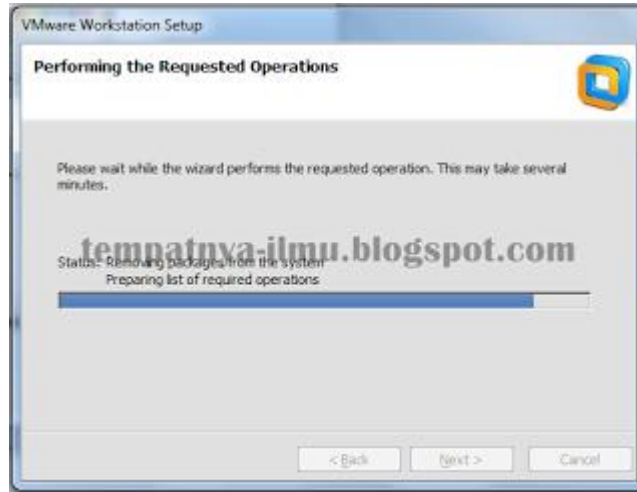 VMware Workstation Setup
Performing the Requested Operations
Please wait while the wizard performs the requested operation. This may take several
minutes.
tempatnya-ilmu.blogspot.com
Status: Removing packages from the system
Preparing list of required operations
< Back Next > Cancel